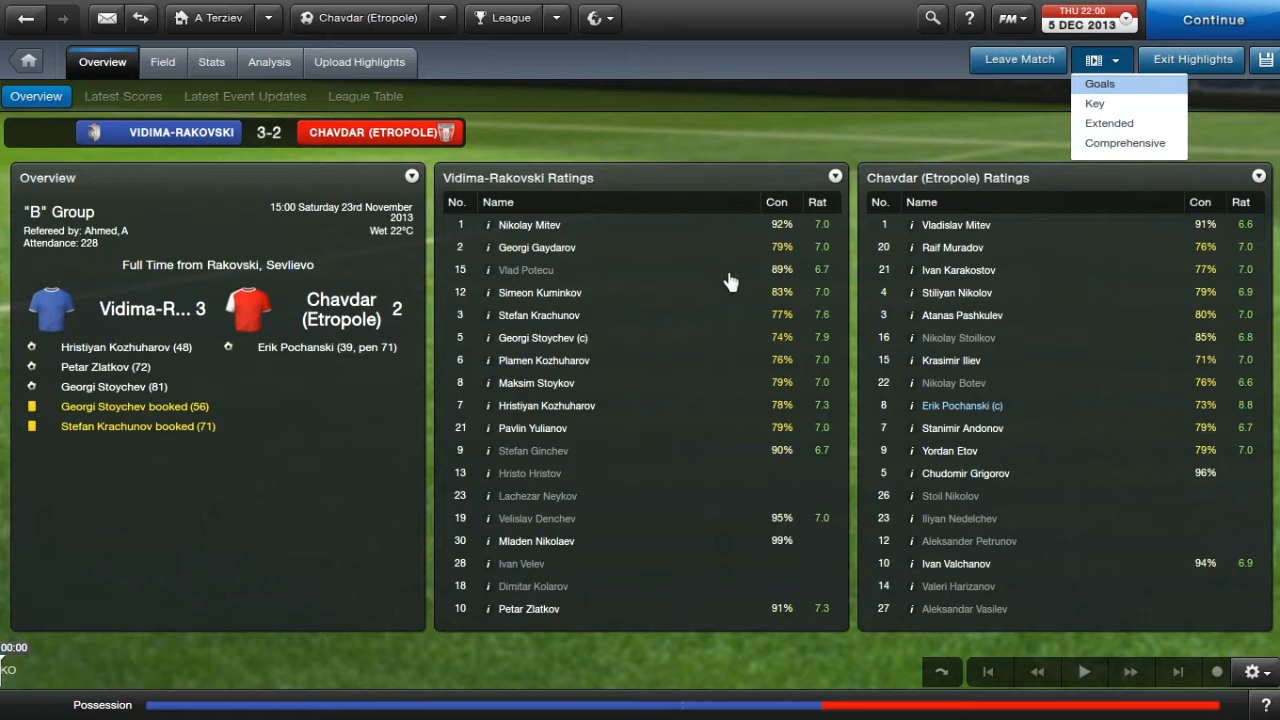 A Terziev
Chavdar (Etropole)
League
?
FM
THU 22:00
5 DEC 2013
Continue
Overview
Field
Stats
Analysis
Upload Highlights
Leave Match
Exit Highlights
Goals
Key
Extended
Comprehensive
Overview
Latest Scores
Latest Event Updates
League Table
VIDIMA-RAKOVSKI
3-2
CHAVDAR (ETROPOLE)
Overview
"B" Group
15:00 Saturday 23rd November
2013
Refereed by: Ahmed, A
Wet 22°C
Attendance: 228
Full Time from Rakovski, Sevlievo
Vidima-R... 3
Chavdar
(Etropole) 2
Hristiyan Kozhuharov (48)
Erik Pochanski (39, pen 71)
Petar Zlatkov (72)
Georgi Stoychev (81)
Georgi Stoychev booked (56)
Stefan Krachunov booked (71)
Vidima-Rakovski Ratings
No. Name Con Rat
1 i Nikolay Mitev 92% 7.0
2 i Georgi Gaydarov 79% 7.0
15 i Vlad Potecu 89% 6.7
12 i Simeon Kuminkov 83% 7.0
3 i Stefan Krachunov 77% 7.6
5 i Georgi Stoychev (c) 74% 7.9
6 i Plamen Kozhuharov 76% 7.0
8 i Maksim Stoykov 79% 7.0
7 i Hristiyan Kozhuharov 78% 7.3
21 i Pavlin Yulianov 79% 7.0
9 i Stefan Ginchev 90% 6.7
13 i Hristo Hristov
23 i Lachezar Neykov
19 i Velislav Denchev 95% 7.0
30 i Mladen Nikolaev 99%
28 i Ivan Velev
18 i Dimitar Kolarov
10 i Petar Zlatkov 91% 7.3
Chavdar (Etropole) Ratings
No. Name Con Rat
1 i Vladislav Mitev 91% 6.6
20 i Raif Muradov 76% 7.0
21 i Ivan Karakostov 77% 7.0
4 i Stiliyan Nikolov 79% 6.9
3 i Atanas Pashkulev 80% 7.0
16 i Nikolay Stoilkov 85% 6.8
15 i Krasimir Iliev 71% 7.0
22 i Nikolay Botev 76% 6.6
8 i Erik Pochanski (c) 73% 8.8
7 i Stanimir Andonov 79% 6.7
9 i Yordan Etov 79% 7.0
5 i Chudomir Grigorov 96%
26 i Stoil Nikolov
23 i Iliyan Nedelchev
12 i Aleksander Petrunov
10 i Ivan Valchanov 94% 6.9
14 i Valeri Harizanov
27 i Aleksandar Vasilev
00:00
KO
Possession
?